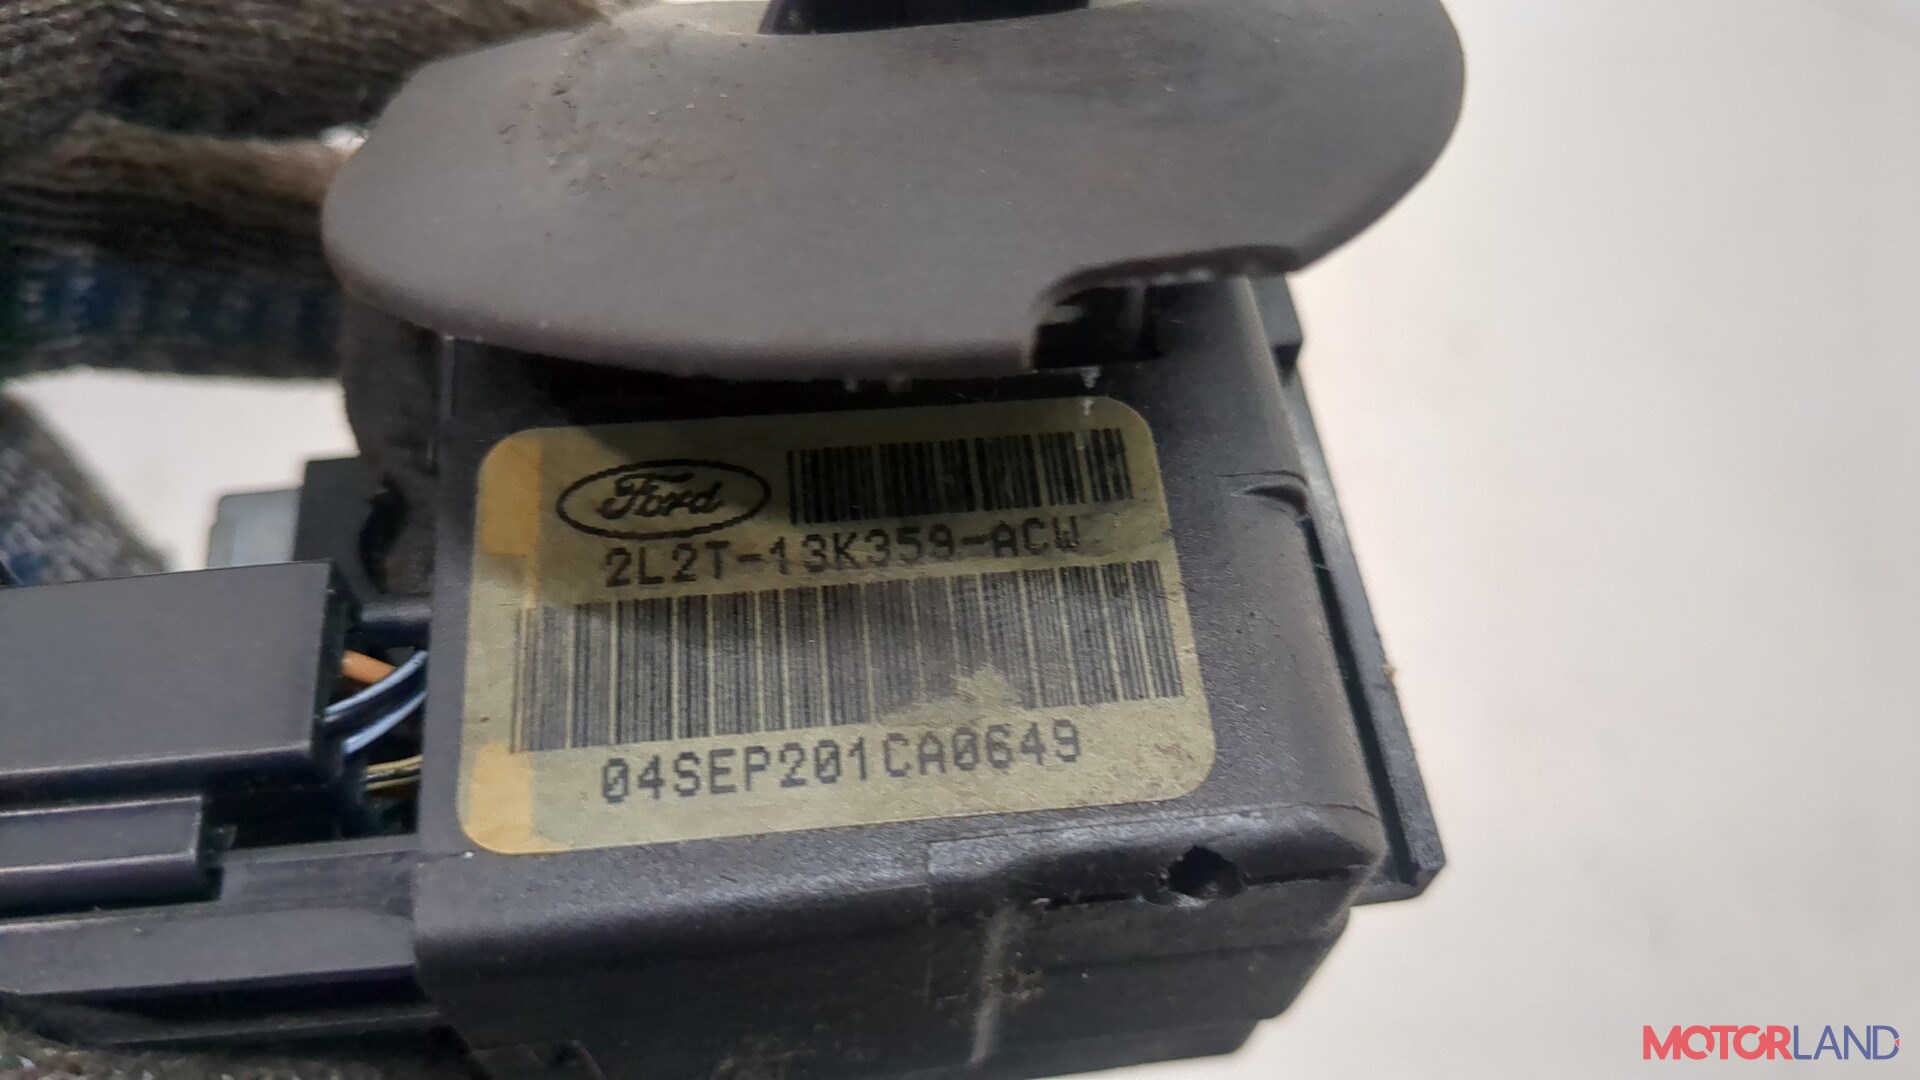 Ford
2L2T-13K359-ACW
04SEP201CA0649
MOTORLAND